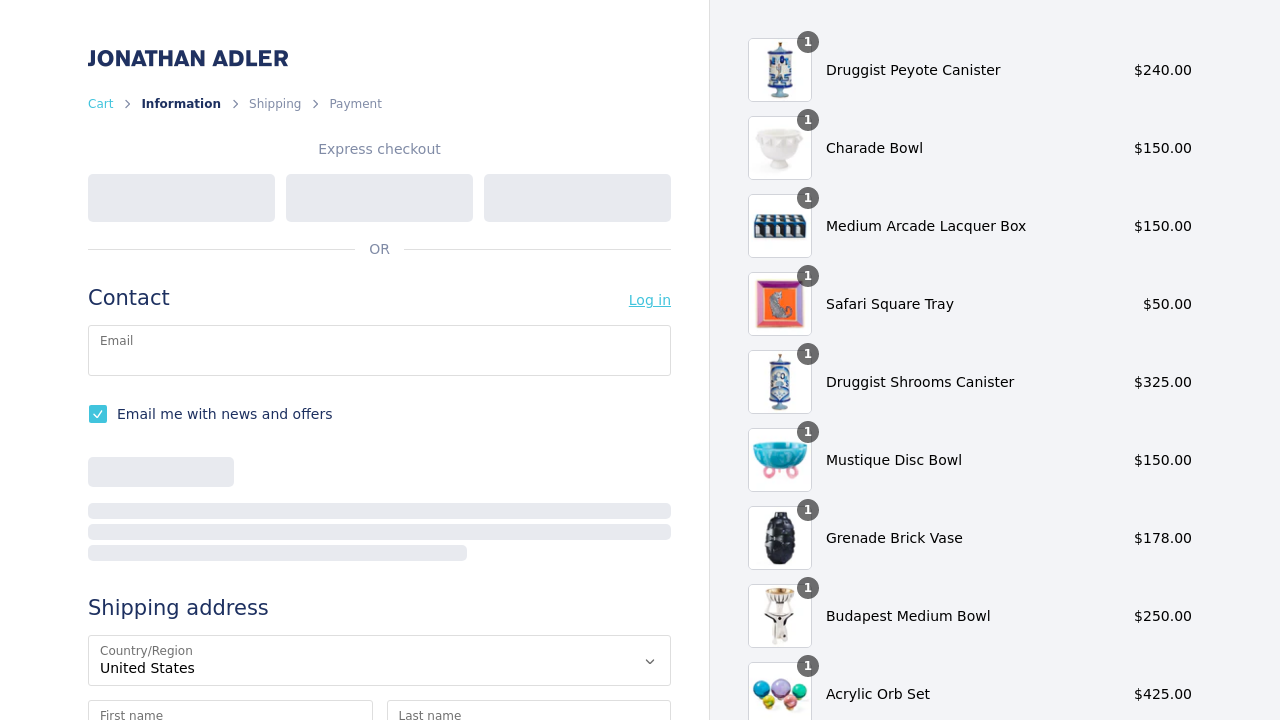 JONATHAN ADLER
Cart > Information > Shipping > Payment
Express checkout
OR
Contact
Log in
Email
Email me with news and offers
Shipping address
Country/Region
United States
First name
Last name
1
Druggist Peyote Canister $240.00
1
Charade Bowl $150.00
1
Medium Arcade Lacquer Box $150.00
1
Safari Square Tray $50.00
1
Druggist Shrooms Canister $325.00
1
Mustique Disc Bowl $150.00
1
Grenade Brick Vase $178.00
1
Budapest Medium Bowl $250.00
1
Acrylic Orb Set $425.00